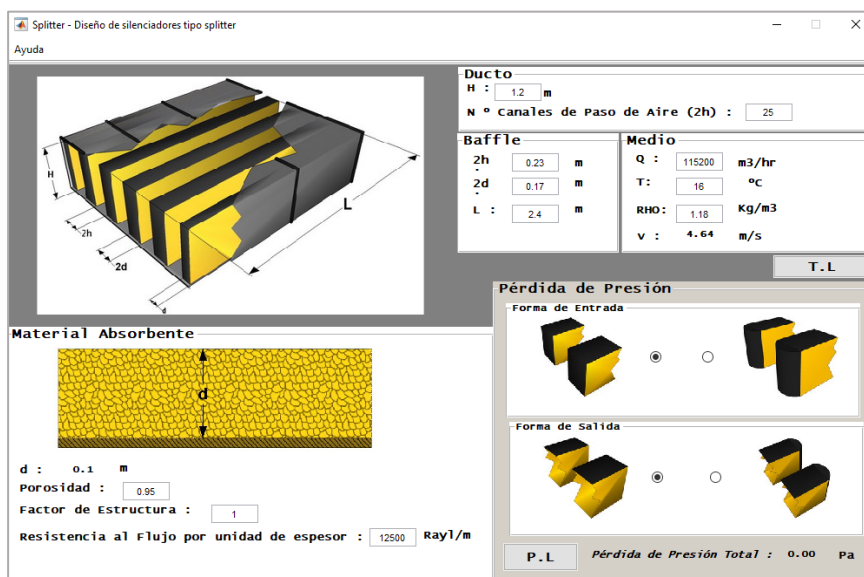 Splitter - Diseño de silenciadores tipo splitter
Ayuda
H
2h
2d
d
L
Ducto
H : 1.2 m
N º Canales de Paso de Aire (2h) : 25
Baffle
2h : 0.23 m
2d : 0.17 m
L : 2.4 m
Medio
Q : 115200 m3/hr
T: 16 ºC
RHO: 1.18 Kg/m3
v : 4.64 m/s
T.L
Material Absorbente
d
d : 0.1 m
Porosidad : 0.95
Factor de Estructura : 1
Resistencia al Flujo por unidad de espesor : 12500 Rayl/m
Pérdida de Presión
Forma de Entrada
Forma de Salida
P.L
Pérdida de Presión Total : 0.00 Pa